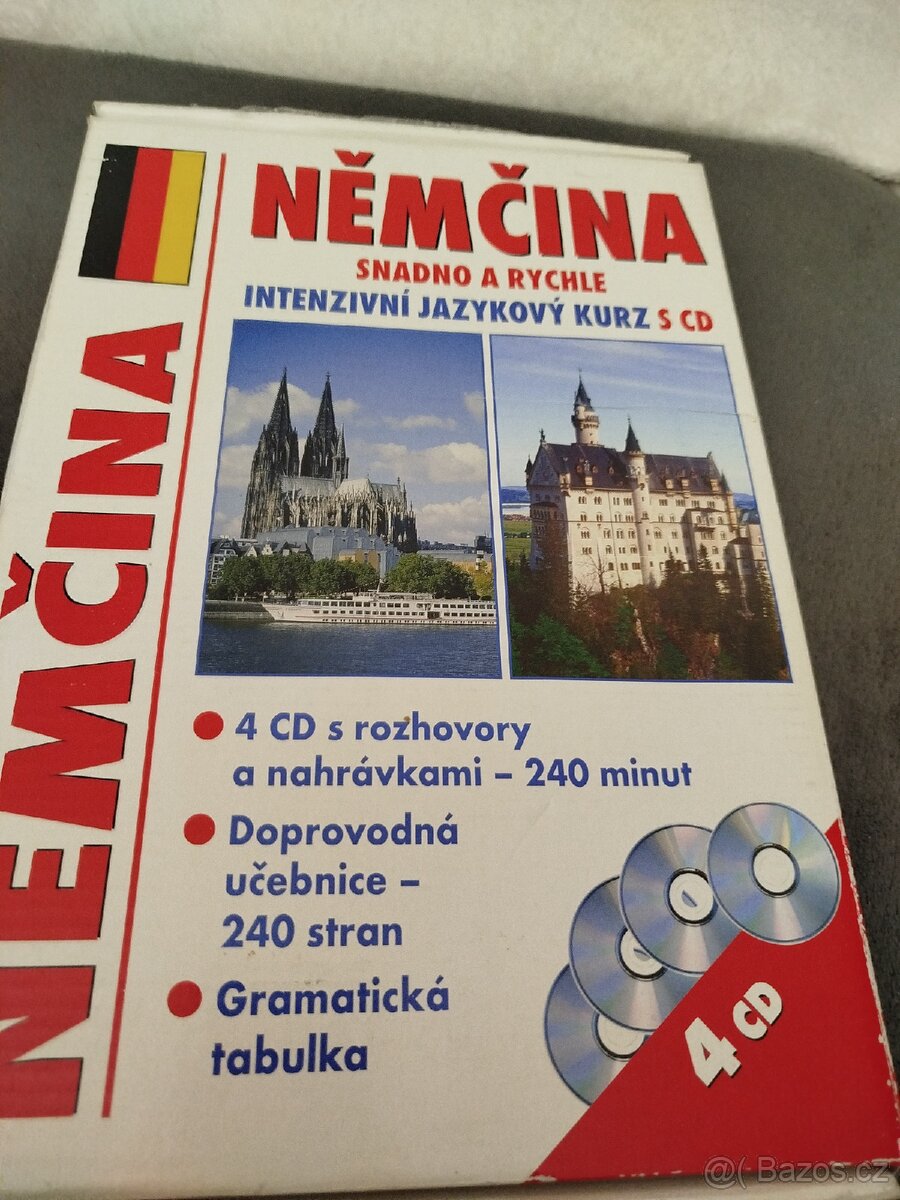 NĚMČINA
SNADNO A RYCHLE
INTENZIVNÍ JAZYKOVÝ KURZ S CD
NĚMČINA
4 CD s rozhovory
a nahrávkami – 240 minut
Doprovodná
učebnice –
240 stran
Gramatická
tabulka
4 CD
@( Bazos.cz